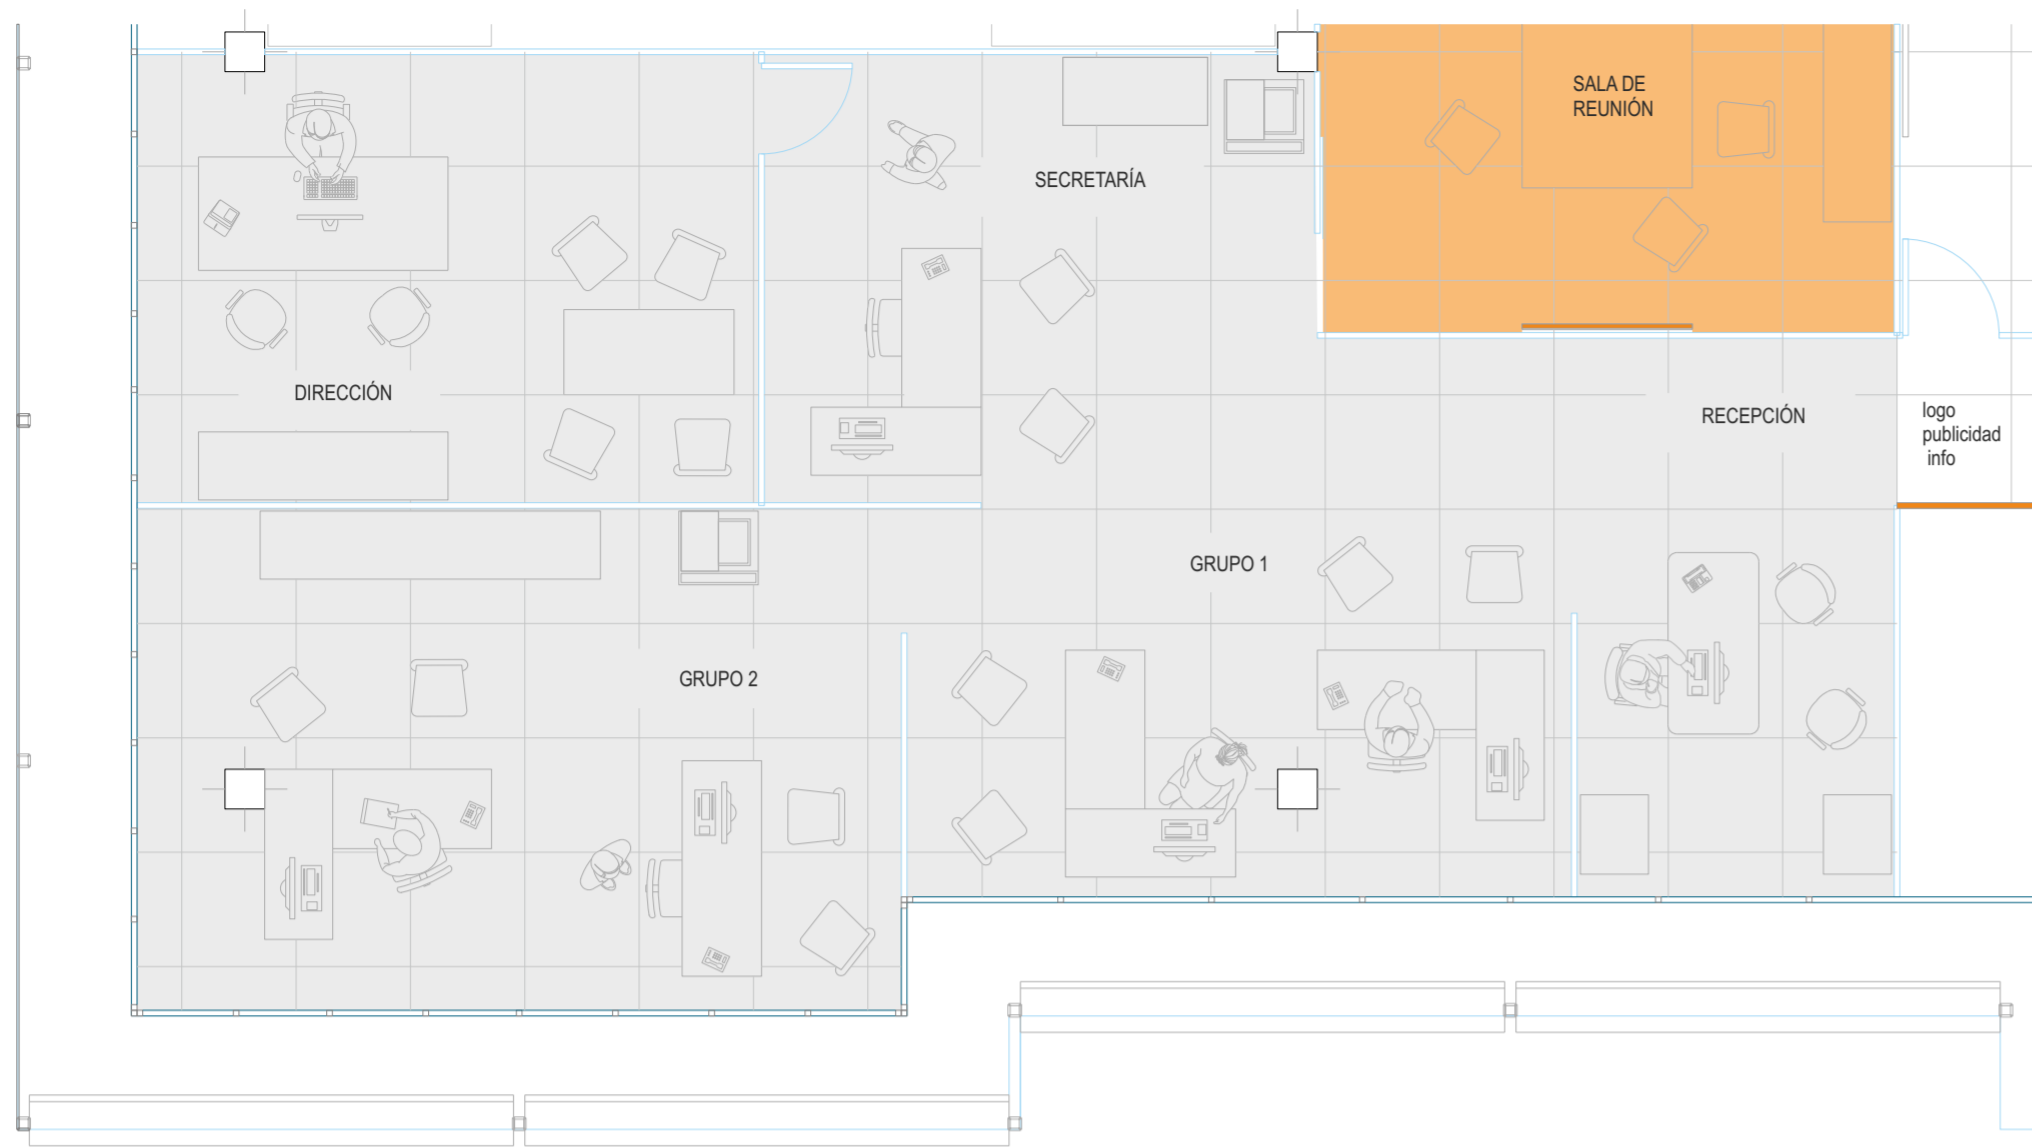 SALA DE
REUNIÓN
SECRETARÍA
DIRECCIÓN
RECEPCIÓN
logo
publicidad
info
GRUPO 1
GRUPO 2